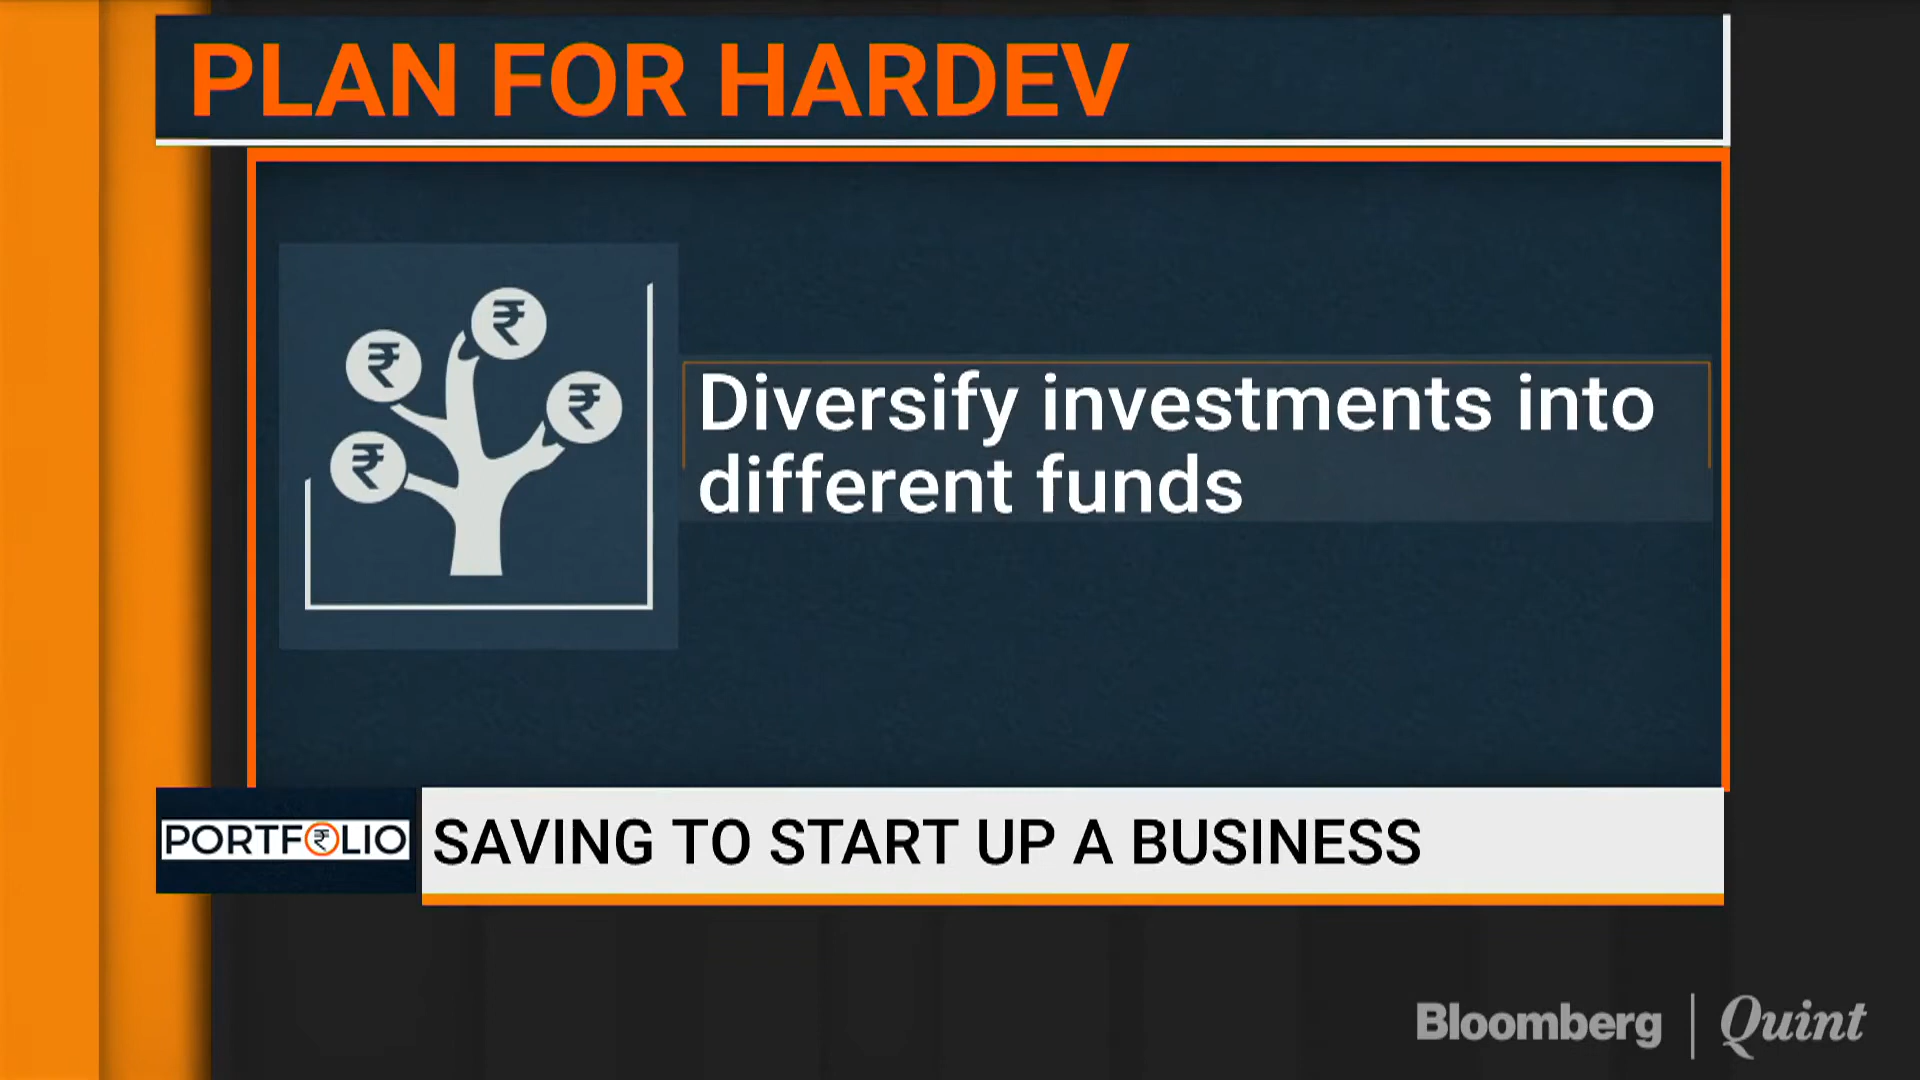 PLAN FOR HARDEV
₹
₹
₹
₹
Diversify investments into
different funds
PORTF₹LIO
SAVING TO START UP A BUSINESS
Bloomberg | Quint